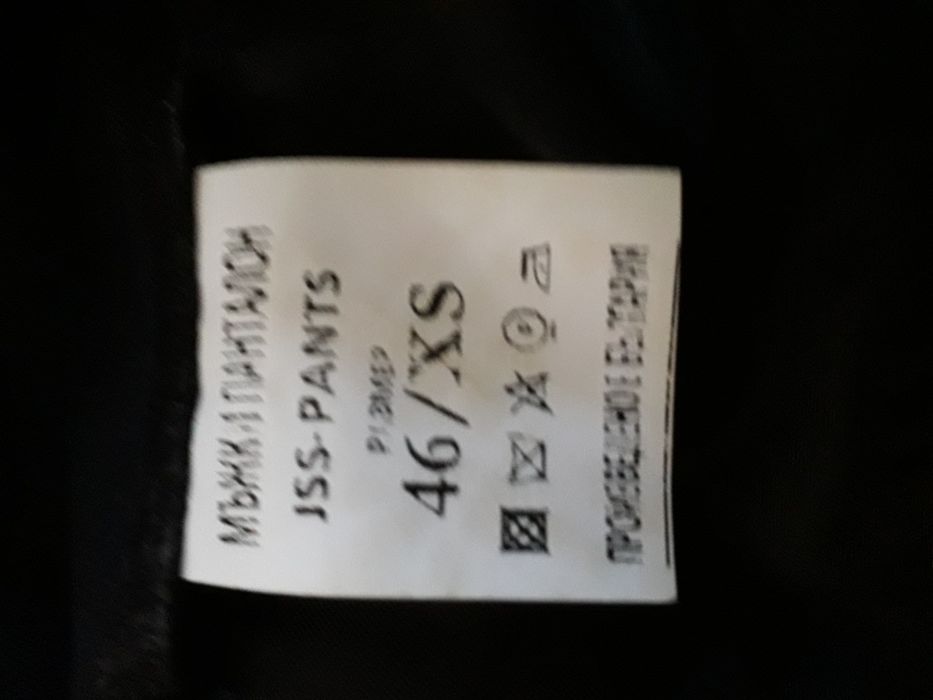 МЪЖКИ ПАНТАЛОН
JSS-PANTS
РАЗМЕР
46/XS
ПРОИЗВЕДЕНО В БЪЛГАРИЯ